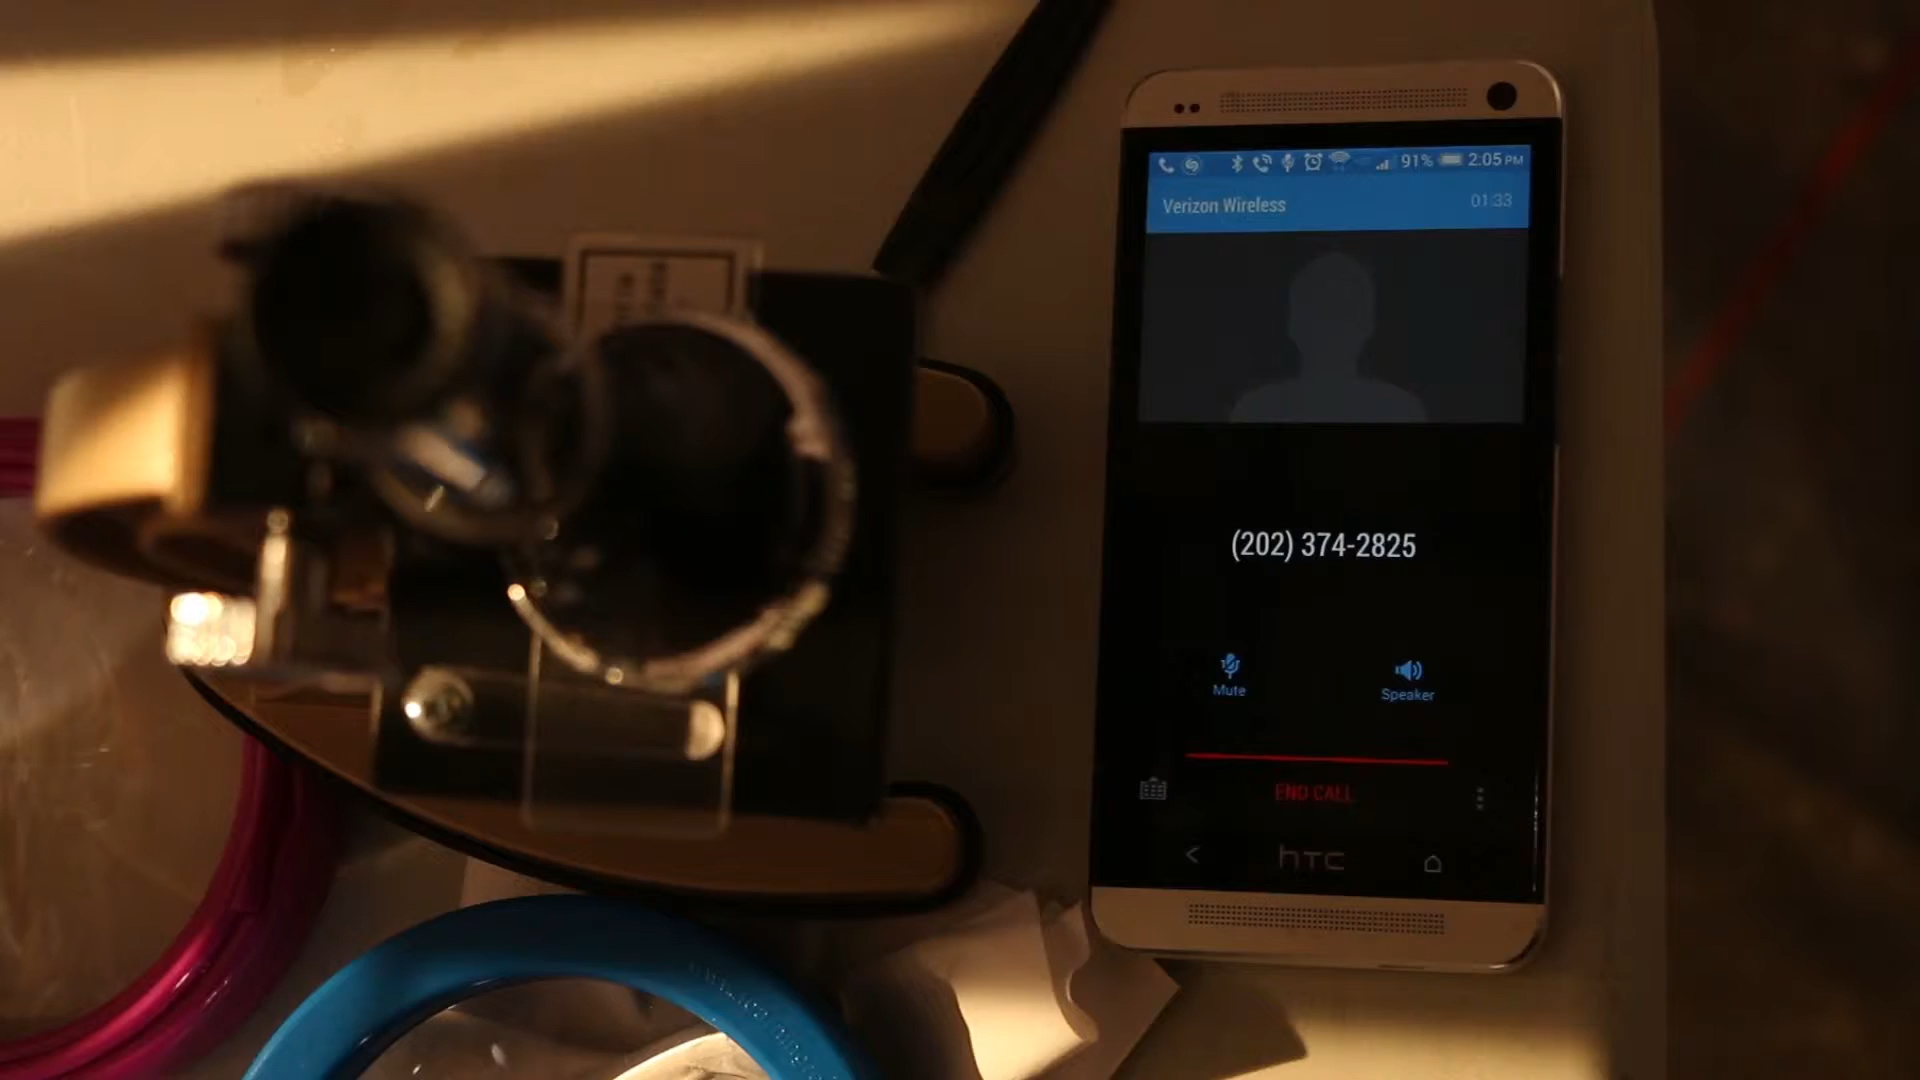 91% 2:05 PM
Verizon Wireless 01:33
(202) 374-2825
Mute Speaker
END CALL
hTC